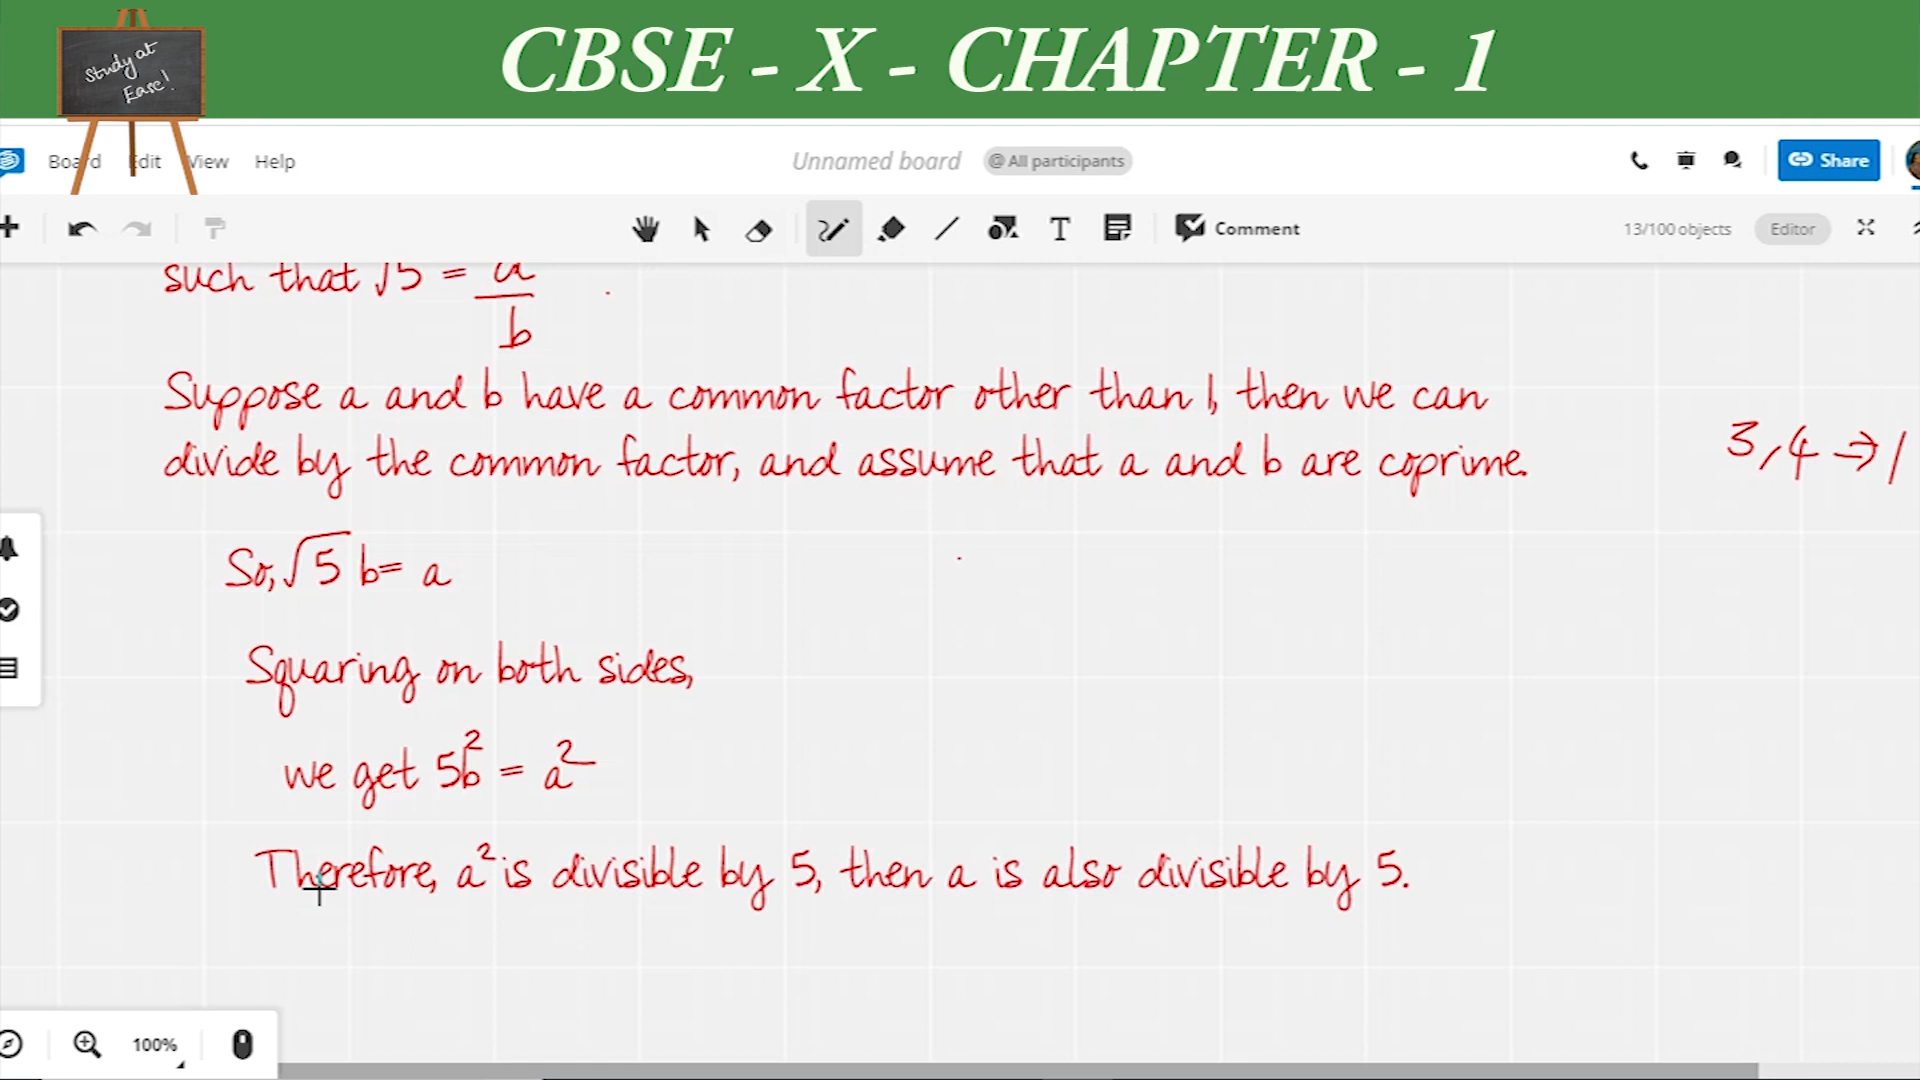 CBSE - X - CHAPTER - 1
Study at
Ease!
Board Edit View Help
Unnamed board @ All participants
Share
Comment
13/100 objects
Editor
such that √5 = a
b
Suppose a and b have a common factor other than 1, then we can
divide by the common factor, and assume that a and b are coprime.
3,4 ⇒ 1
So, √5 b = a
Squaring on both sides,
we get 5b² = a²
Therefore, a² is divisible by 5, then a is also divisible by 5.
100%